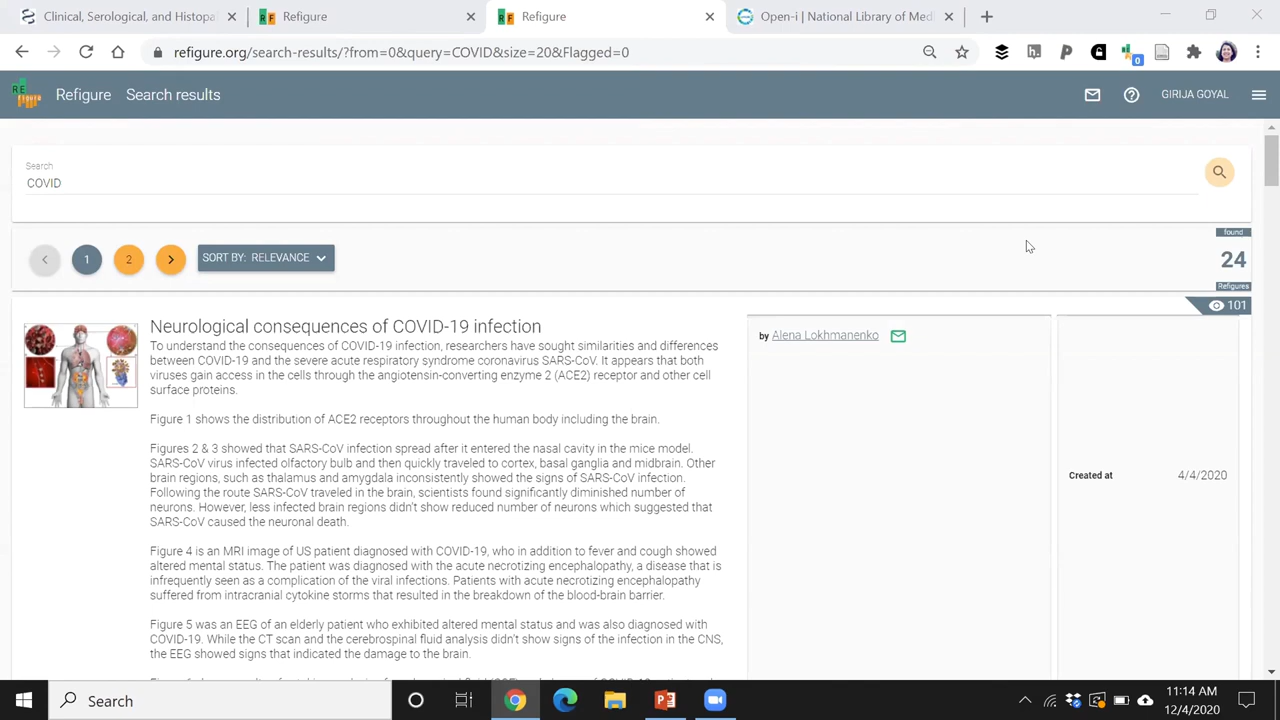 Clinical, Serological, and Histopa
Refigure
Refigure
Open-i | National Library of Med
refigure.org/search-results/?from=0&query=COVID&size=20&Flagged=0
0
Refigure
Search results
GIRIJA GOYAL
Search
COVID
1
2
SORT BY: RELEVANCE
found
24
Refigures
101
Neurological consequences of COVID-19 infection
To understand the consequences of COVID-19 infection, researchers have sought similarities and differences
between COVID-19 and the severe acute respiratory syndrome coronavirus SARS-CoV. It appears that both
viruses gain access in the cells through the angiotensin-converting enzyme 2 (ACE2) receptor and other cell
surface proteins.
Figure 1 shows the distribution of ACE2 receptors throughout the human body including the brain.
Figures 2 & 3 showed that SARS-CoV infection spread after it entered the nasal cavity in the mice model.
SARS-CoV virus infected olfactory bulb and then quickly traveled to cortex, basal ganglia and midbrain. Other
brain regions, such as thalamus and amygdala inconsistently showed the signs of SARS-CoV infection.
Following the route SARS-CoV traveled in the brain, scientists found significantly diminished number of
neurons. However, less infected brain regions didn't show reduced number of neurons which suggested that
SARS-CoV caused the neuronal death.
Figure 4 is an MRI image of US patient diagnosed with COVID-19, who in addition to fever and cough showed
altered mental status. The patient was diagnosed with the acute necrotizing encephalopathy, a disease that is
infrequently seen as a complication of the viral infections. Patients with acute necrotizing encephalopathy
suffered from intracranial cytokine storms that resulted in the breakdown of the blood-brain barrier.
Figure 5 was an EEG of an elderly patient who exhibited altered mental status and was also diagnosed with
COVID-19. While the CT scan and the cerebrospinal fluid analysis didn't show signs of the infection in the CNS,
the EEG showed signs that indicated the damage to the brain.
by Alena Lokhmanenko
Created at
4/4/2020
Search
11:14 AM
12/4/2020